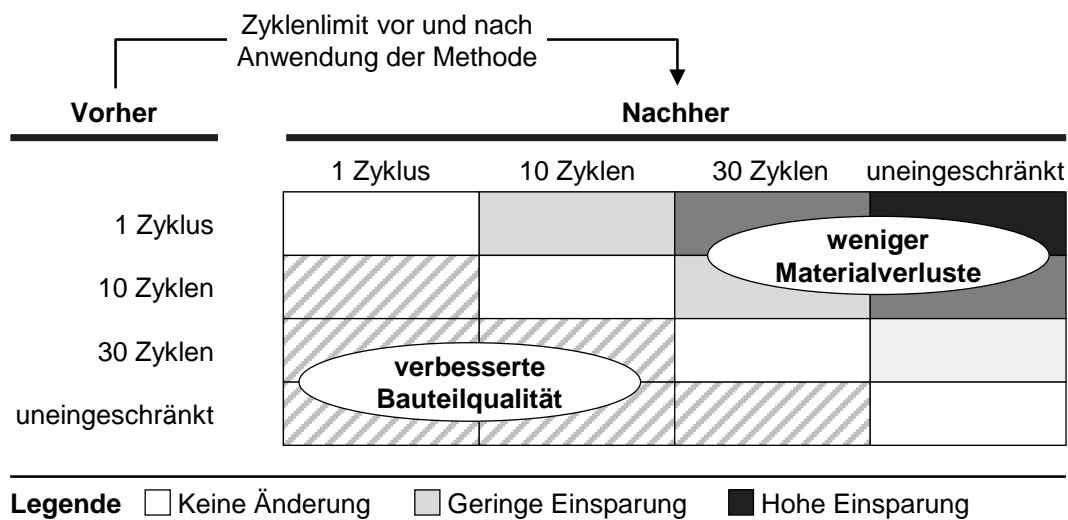 Zyklenlimit vor und nach
Anwendung der Methode
Vorher
Nachher
1 Zyklus
10 Zyklen
30 Zyklen
uneingeschränkt
1 Zyklus
weniger
Materialverluste
10 Zyklen
30 Zyklen
verbesserte
Bauteilqualität
uneingeschränkt
Legende Keine Änderung Geringe Einsparung Hohe Einsparung